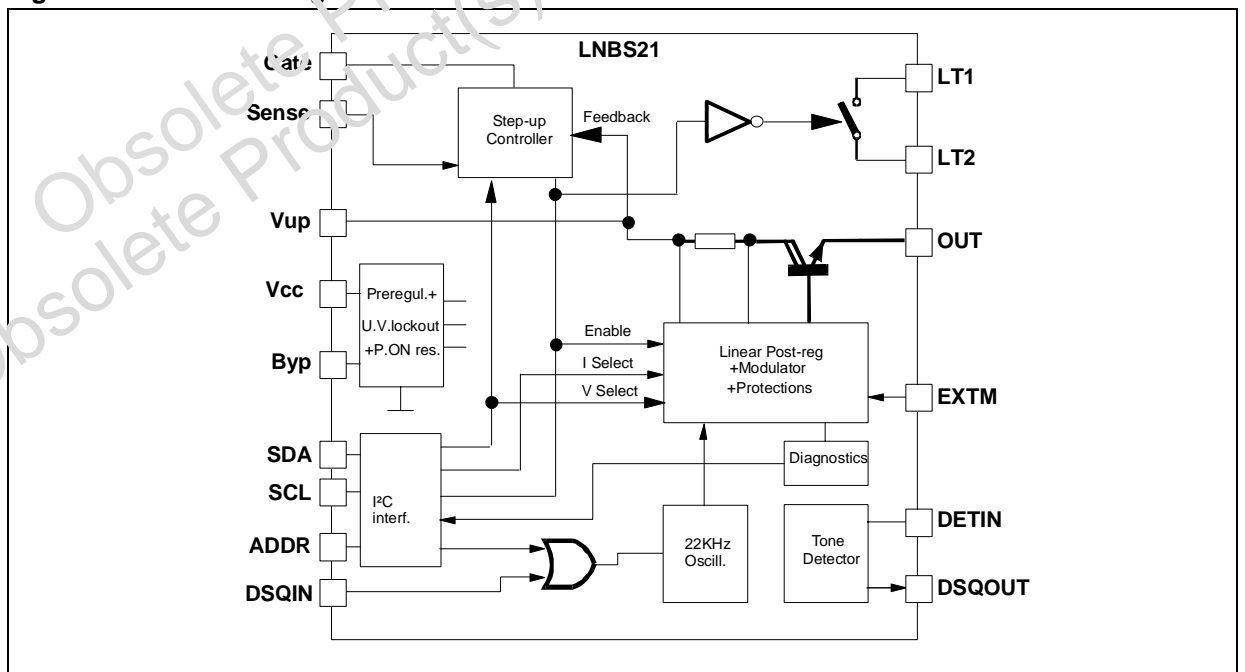 LNBS21
Gate
Sense
Vup
Vcc
Byp
SDA
SCL
ADDR
DSQIN
Step-up
Controller
Feedback
Preregul.+
U.V.lockout
+P.ON res.
Enable
I Select
V Select
Linear Post-reg
+Modulator
+Protections
Diagnostics
I²C
interf.
22KHz
Oscill.
Tone
Detector
LT1
LT2
OUT
EXTM
DETIN
DSQOUT
Obsolete
Obsolete Product(s)